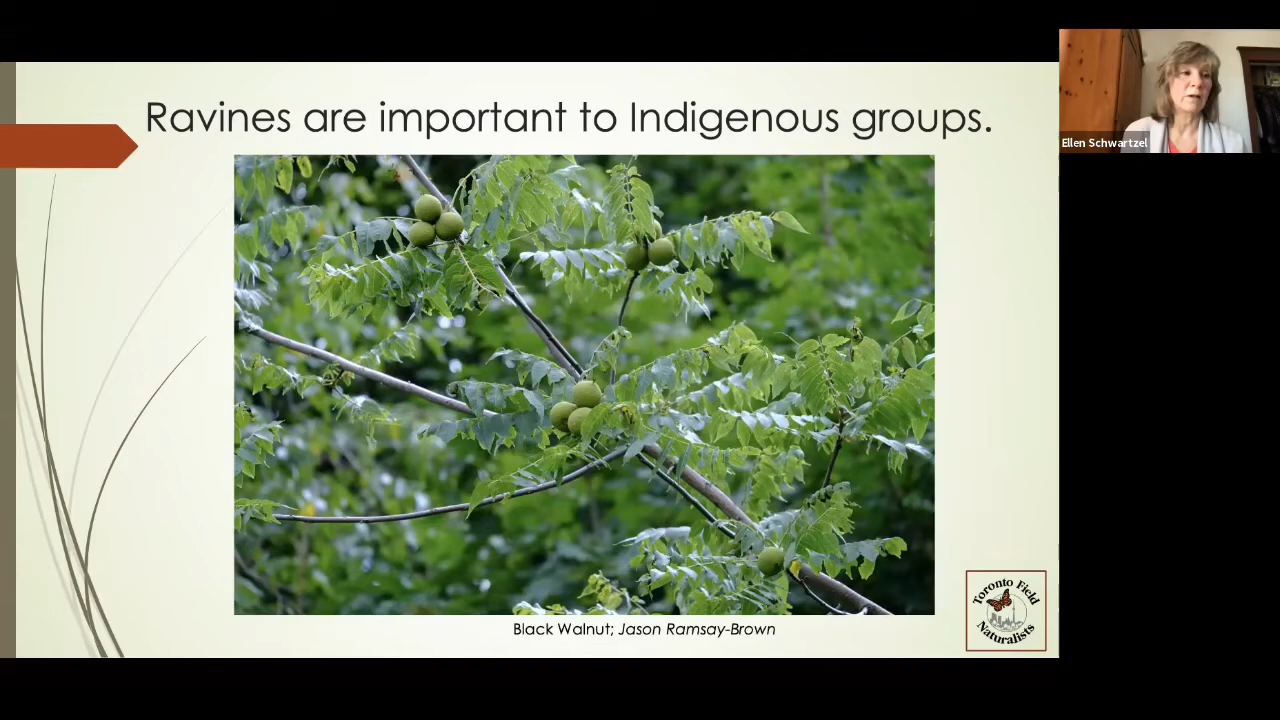 Ravines are important to Indigenous groups.
Ellen Schwartzel
Black Walnut; Jason Ramsay-Brown
Toronto Field
Naturalists